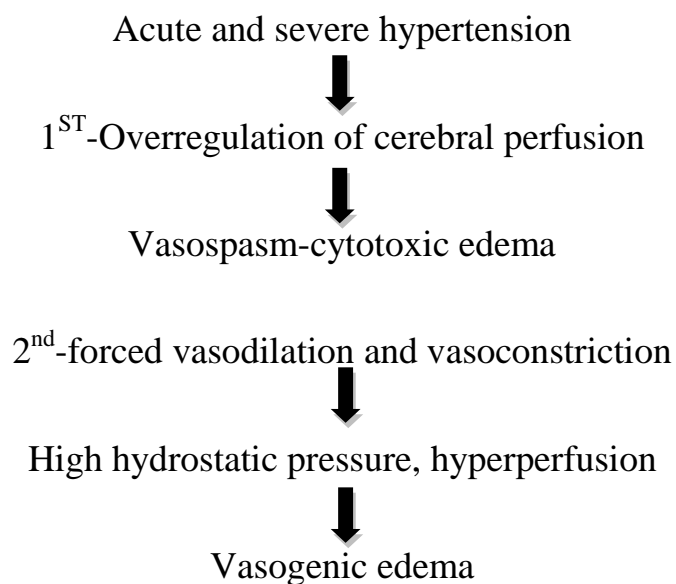 Acute and severe hypertension
1ST-Overregulation of cerebral perfusion
Vasospasm-cytotoxic edema
2nd-forced vasodilation and vasoconstriction
High hydrostatic pressure, hyperperfusion
Vasogenic edema